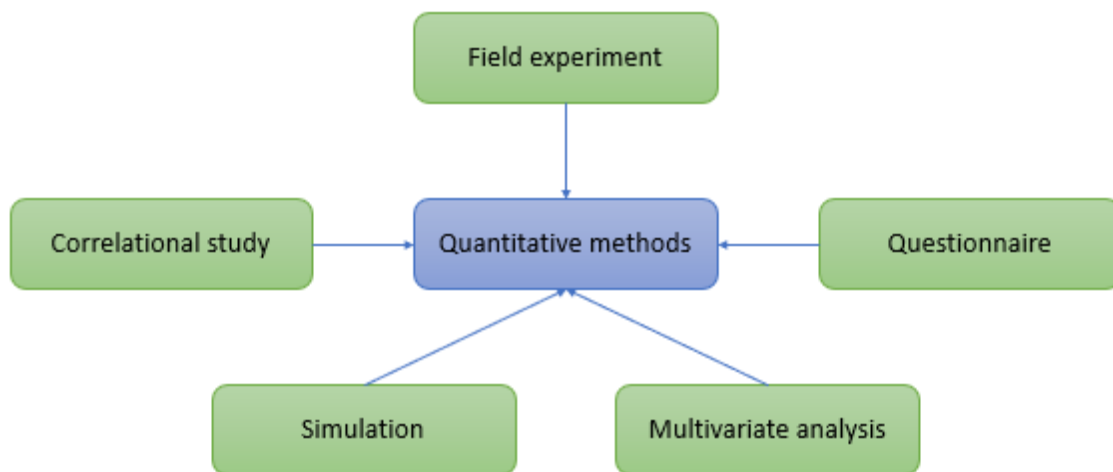 Field experiment
Correlational study
Quantitative methods
Questionnaire
Simulation
Multivariate analysis